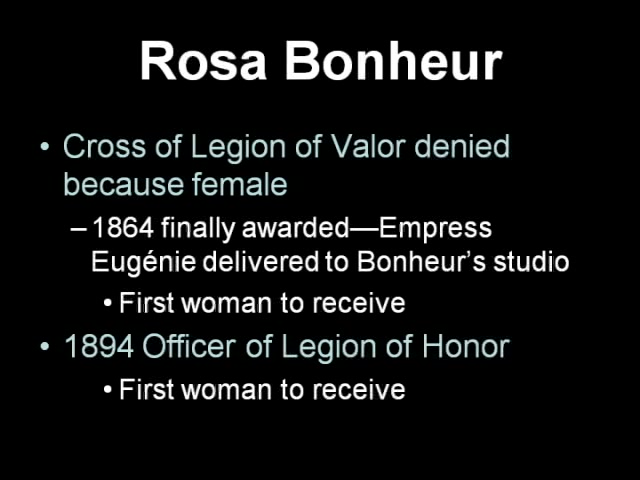 Rosa Bonheur
• Cross of Legion of Valor denied
because female
– 1864 finally awarded—Empress
Eugénie delivered to Bonheur's studio
• First woman to receive
• 1894 Officer of Legion of Honor
• First woman to receive